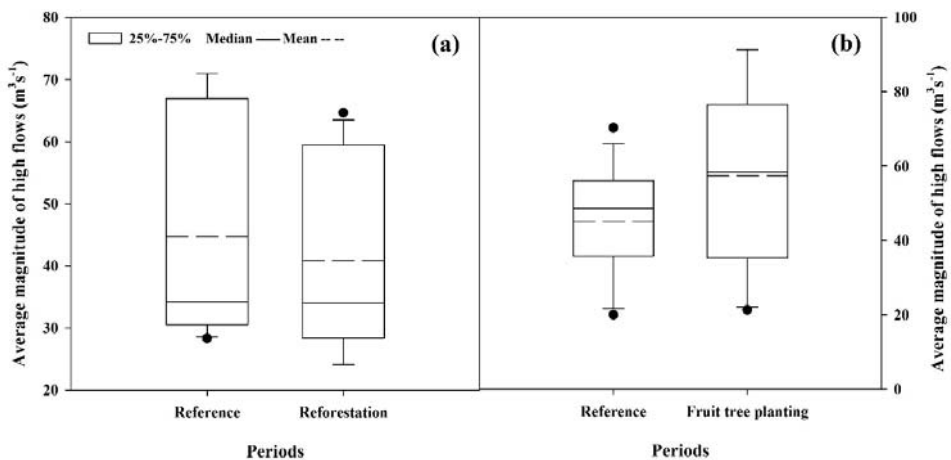 80
70
60
50
40
30
20
Average magnitude of high flows (m³s⁻¹)
25%-75% Median Mean
(a)
Reference Reforestation
Periods
(b)
100
80
60
40
20
0
Average magnitude of high flows (m³s⁻¹)
Reference Fruit tree planting
Periods